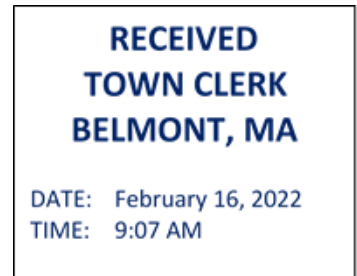 RECEIVED
TOWN CLERK
BELMONT, MA
DATE: February 16, 2022
TIME: 9:07 AM